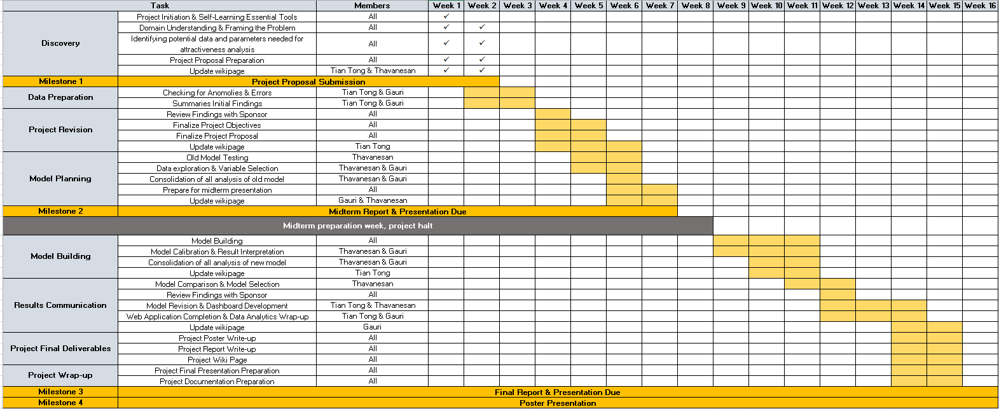 Task Members Week 1 Week 2 Week 3 Week 4 Week 5 Week 6 Week 7 Week 8 Week 9 Week 10 Week 11 Week 12 Week 13 Week 14 Week 15 Week 16
Discovery
Project Initiation & Self-Learning Essential Tools All ✓
Domain Understanding & Framing the Problem All ✓ ✓
Identifying potential data and parameters needed for
attractiveness analysis All ✓ ✓
Project Proposal Preparation All ✓ ✓
Update wikipage Tian Tong & Thavanesan ✓ ✓
Milestone 1 Project Proposal Submission
Data Preparation
Checking for Anomolies & Errors Tian Tong & Gauri
Summaries Initial Findings Tian Tong & Gauri
Project Revision
Review Findings with Sponsor All
Finalize Project Objectives All
Finalize Project Proposal All
Update wikipage Tian Tong
Model Planning
Old Model Testing Thavanesan
Data exploration & Variable Selection Thavanesan & Gauri
Consolidation of all analysis of old model Thavanesan & Gauri
Prepare for midterm presentation All
Update wikipage Gauri & Thavanesan
Milestone 2 Midterm Report & Presentation Due
Midterm preparation week, project halt
Model Building
Model Building All
Model Calibration & Result Interpretation Thavanesan & Gauri
Consolidation of all analysis of new model Thavanesan & Gauri
Update wikipage Tian Tong
Results Communication
Model Comparison & Model Selection Thavanesan
Review Findings with Sponsor All
Model Revision & Dashboard Development Tian Tong & Thavanesan
Web Application Completion & Data Analytics Wrap-up Tian Tong & Gauri
Update wikipage Gauri
Project Final Deliverables
Project Poster Write-up All
Project Report Write-up All
Project Wiki Page All
Project Wrap-up
Project Final Presentation Preparation All
Project Documentation Preparation All
Milestone 3 Final Report & Presentation Due
Milestone 4 Poster Presentation